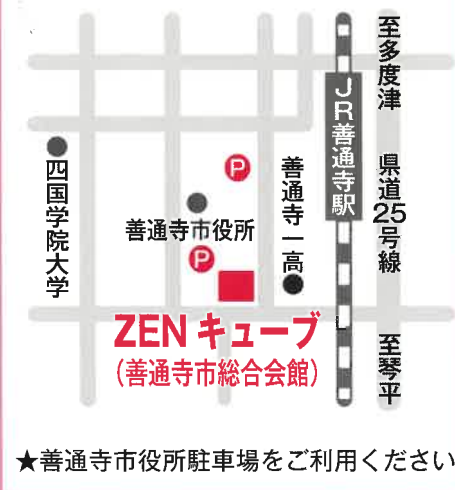 至多度津
JR善通寺駅
県道25号線
P
善通寺一高
四国学院大学
善通寺市役所
P
ZENキューブ
(善通寺市総合会館)
至琴平
★善通寺市役所駐車場をご利用ください